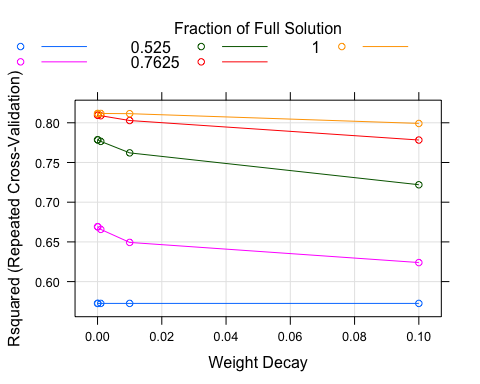 Fraction of Full Solution
0.525 1
0.7625
Rsquared (Repeated Cross-Validation)
0.80
0.75
0.70
0.65
0.60
0.00 0.02 0.04 0.06 0.08 0.10
Weight Decay